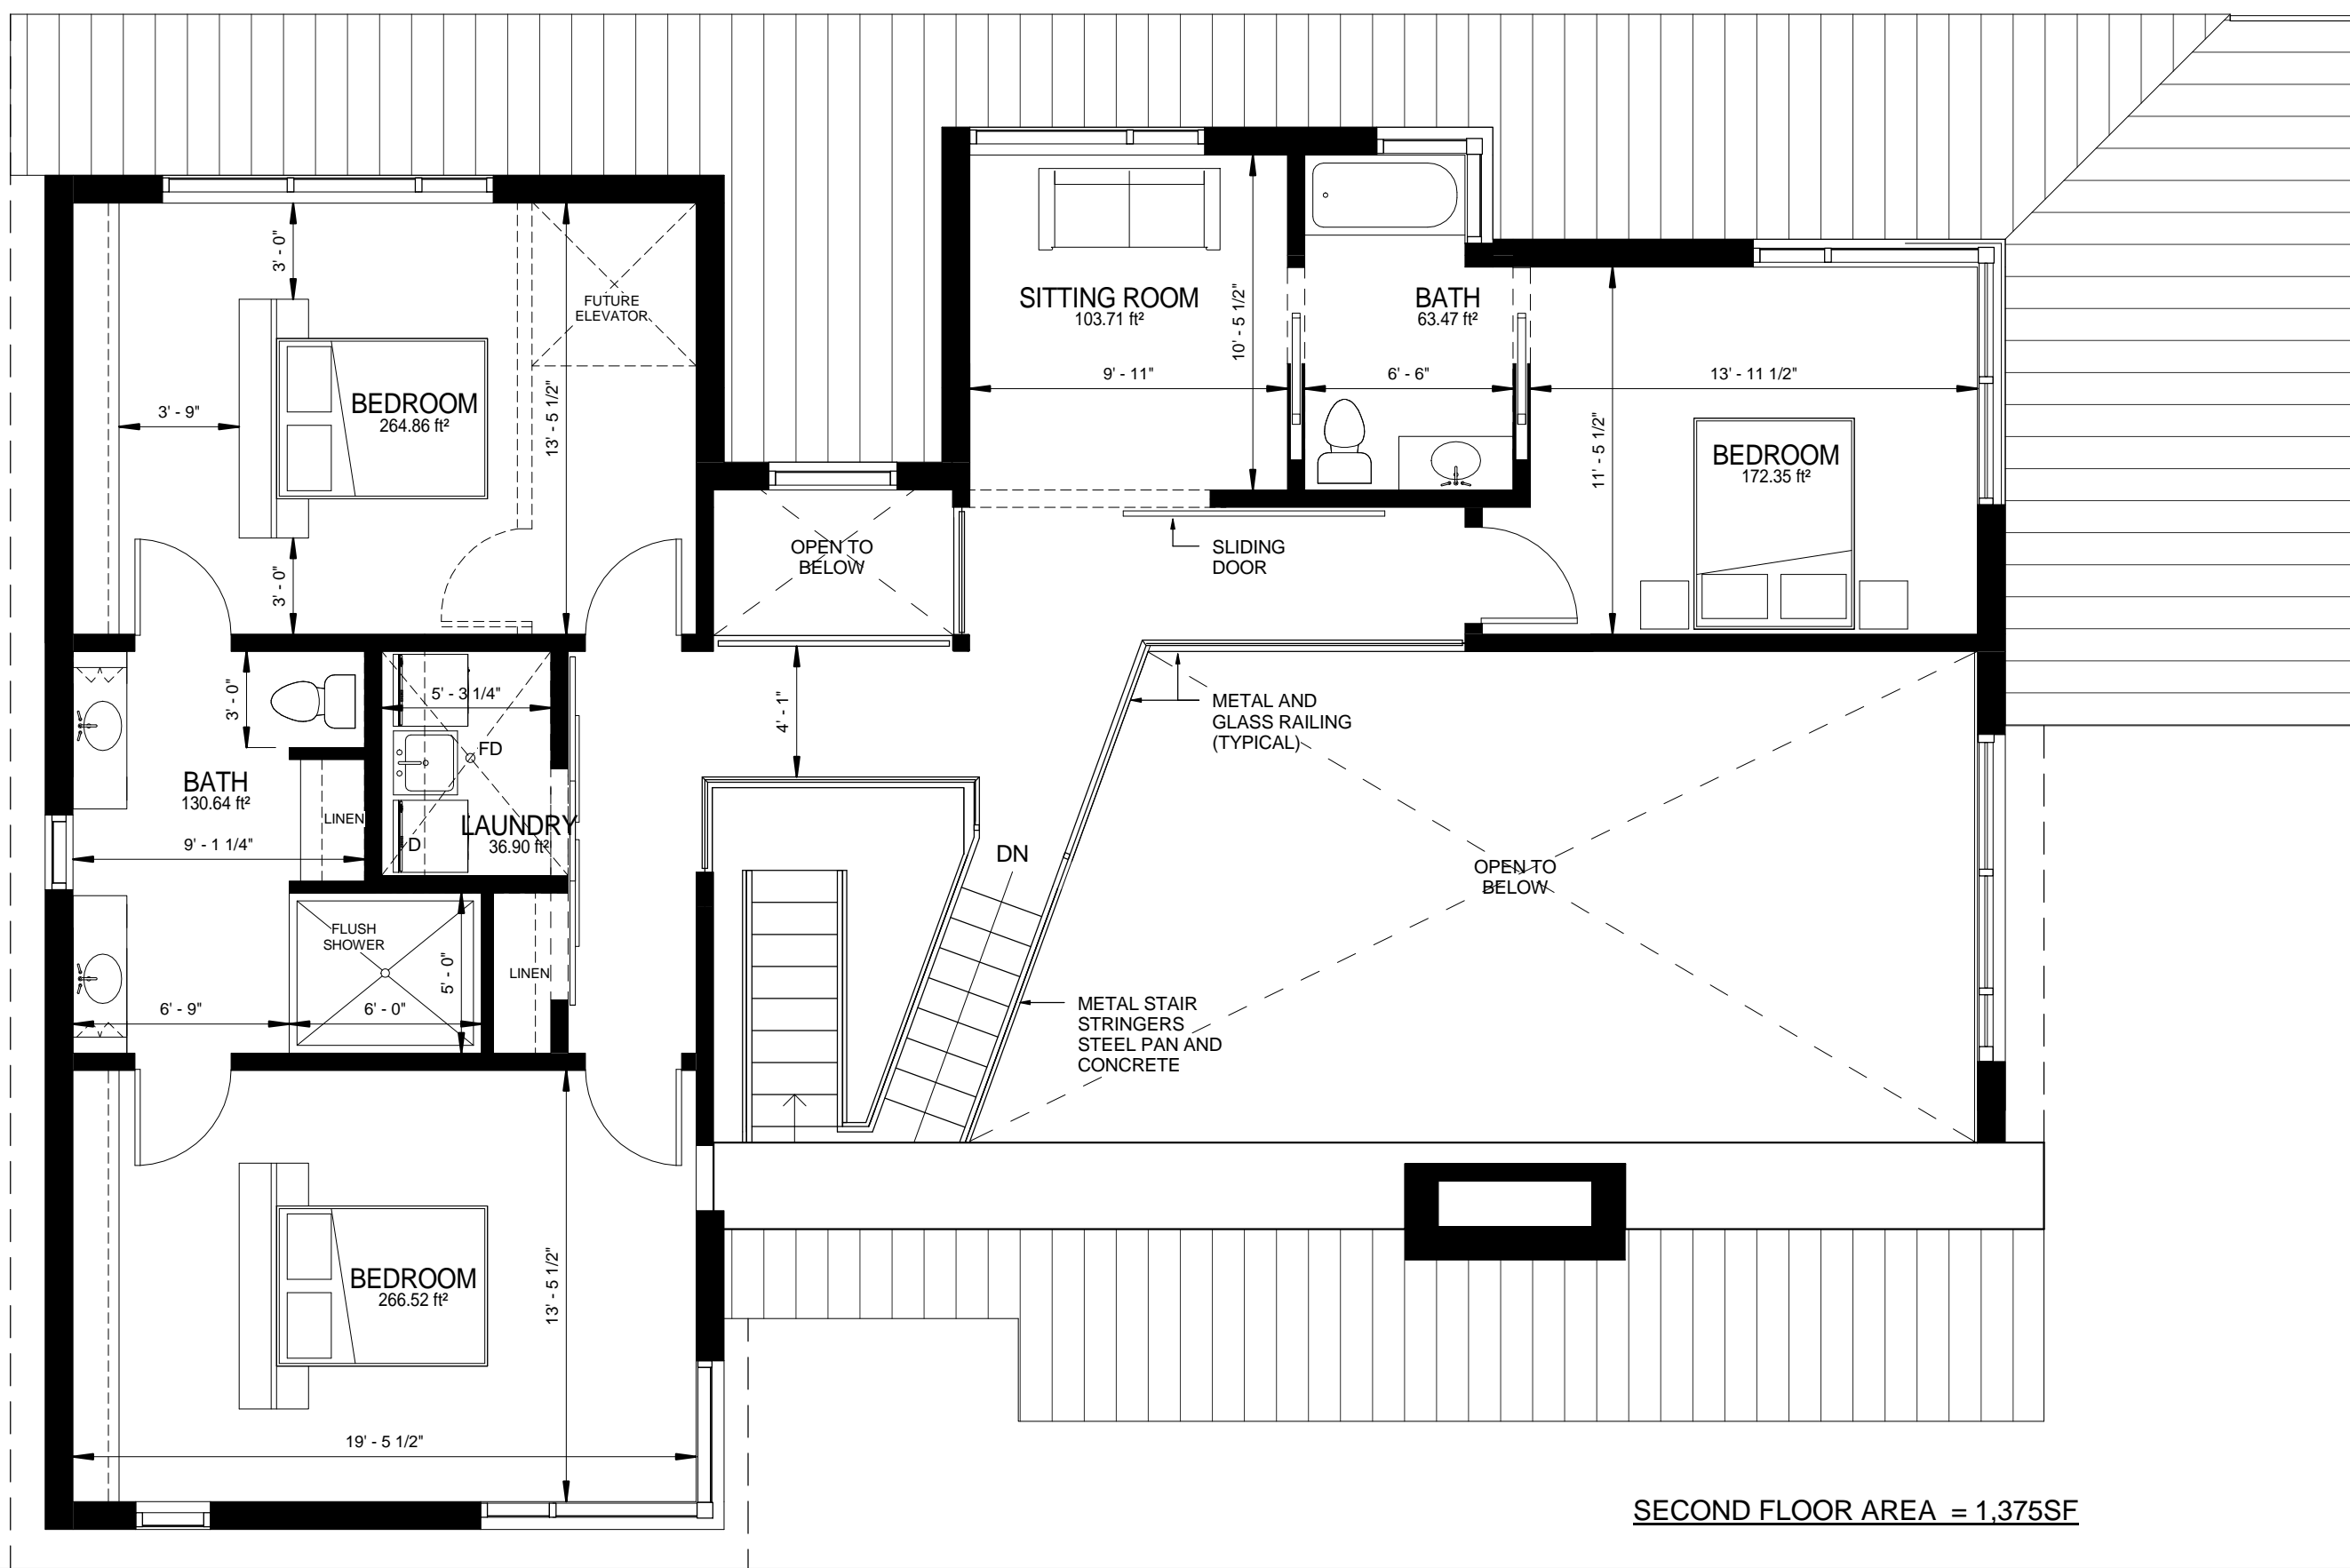 3' - 0"
FUTURE
ELEVATOR
SITTING ROOM
103.71 ft²
10' - 5 1/2"
BATH
63.47 ft²
9' - 11"
6' - 6"
13' - 11 1/2"
BEDROOM
264.86 ft²
3' - 9"
13' - 5 1/2"
11' - 5 1/2"
BEDROOM
172.35 ft²
OPEN TO
BELOW
SLIDING
DOOR
3' - 0"
3' - 0"
5' - 3 1/4"
4' - 1"
METAL AND
GLASS RAILING
(TYPICAL)
FD
BATH
130.64 ft²
LINEN
LAUNDRY
36.90 ft²
D
9' - 1 1/4"
DN
OPEN TO
BELOW
FLUSH
SHOWER
5' - 0"
LINEN
6' - 9"
6' - 0"
METAL STAIR
STRINGERS
STEEL PAN AND
CONCRETE
BEDROOM
266.52 ft²
13' - 5 1/2"
19' - 5 1/2"
SECOND FLOOR AREA = 1,375SF